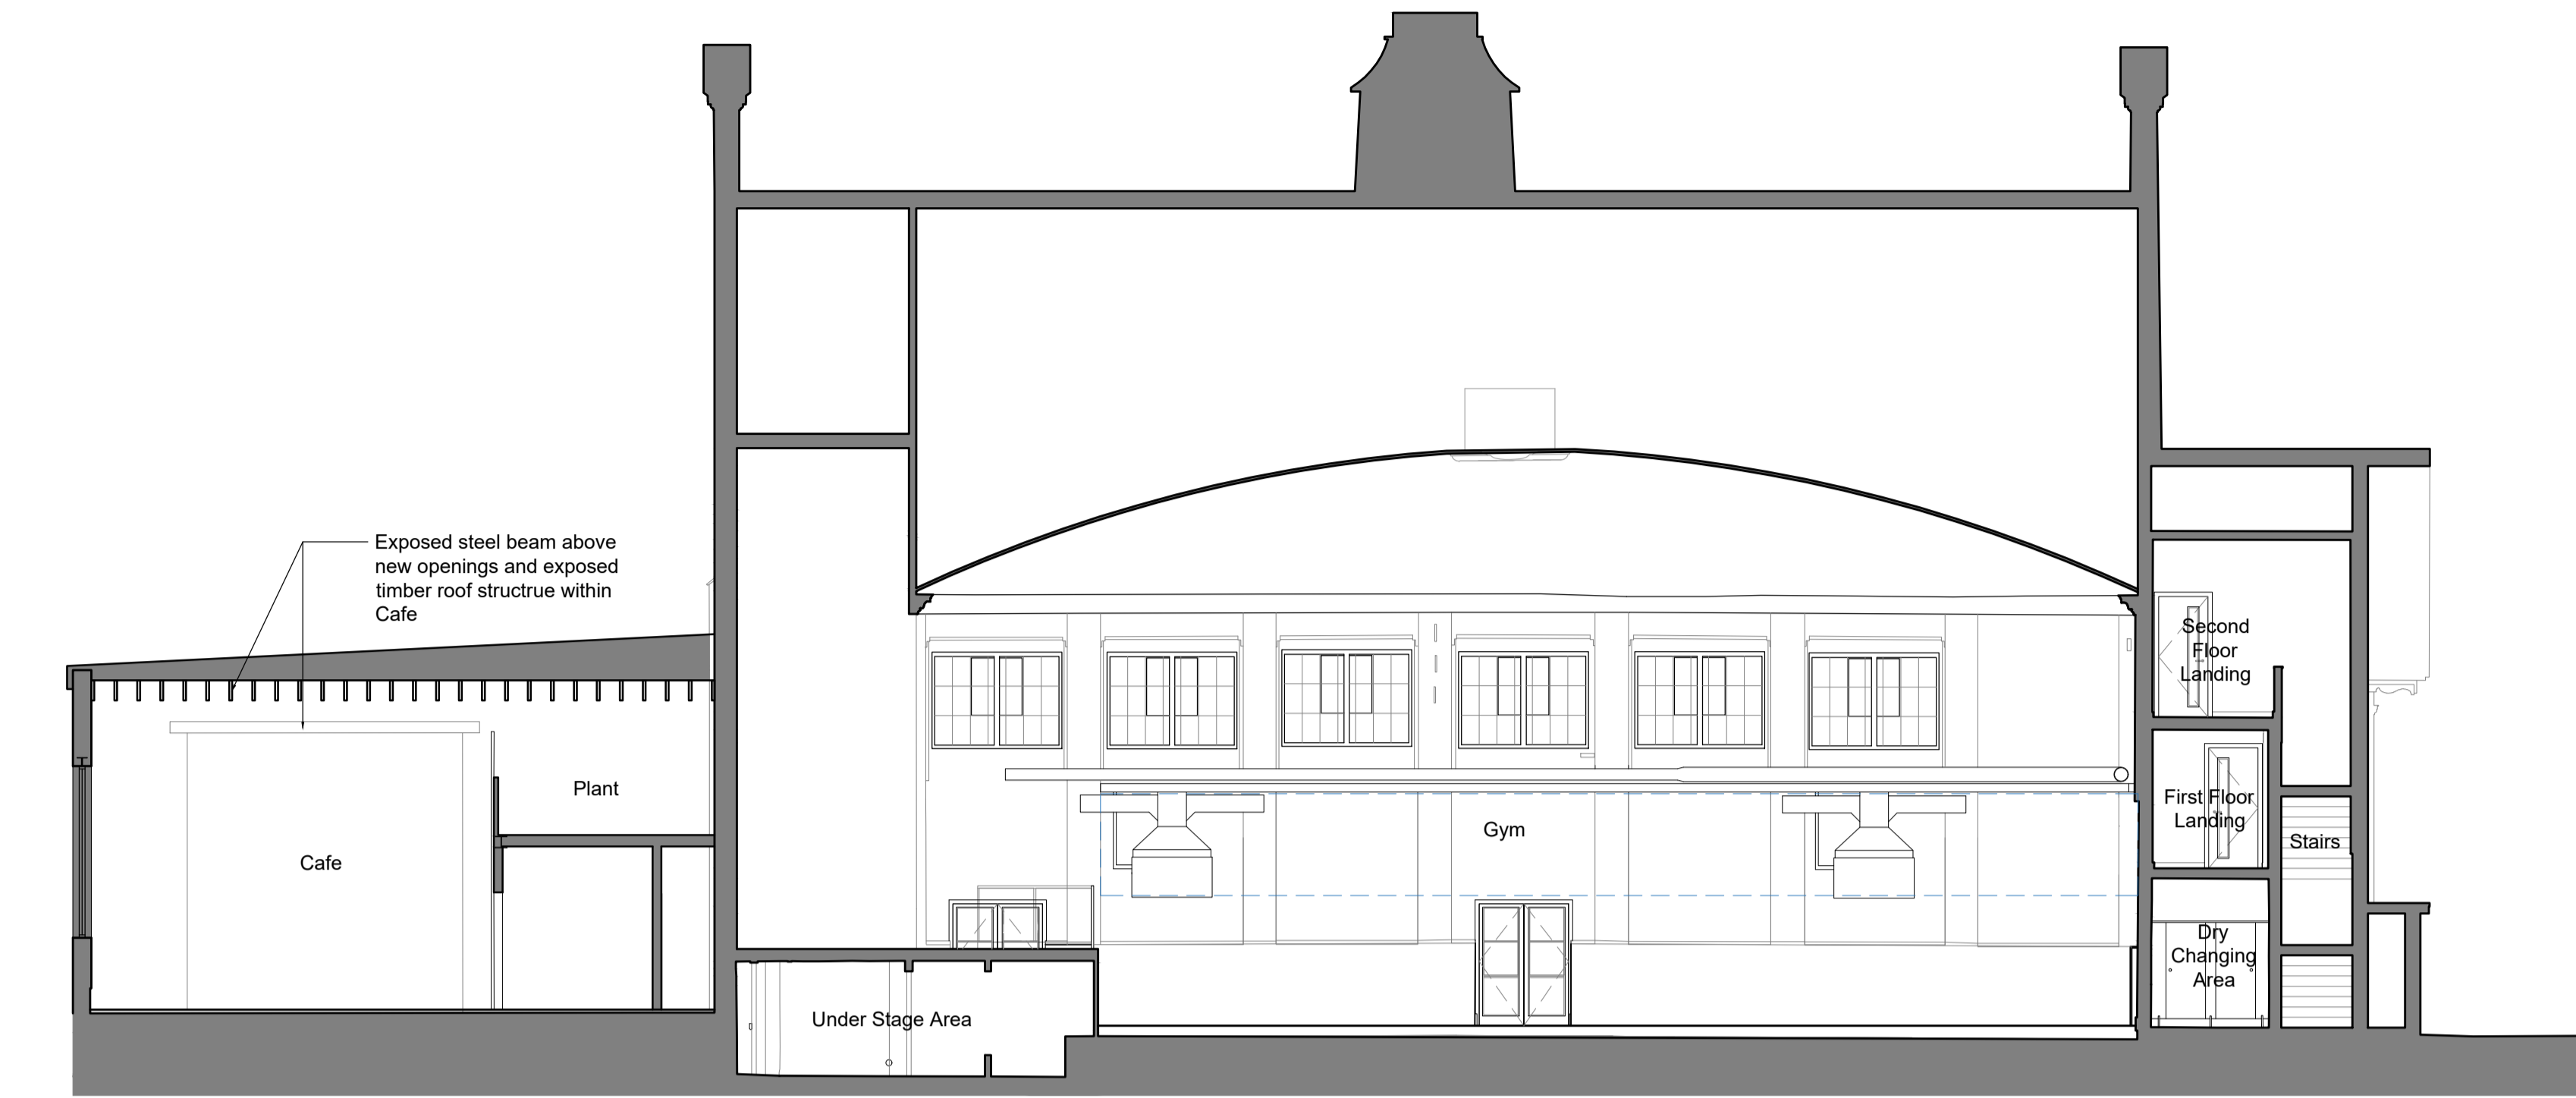 Exposed steel beam above
new openings and exposed
timber roof structrue within
Cafe
Plant
Cafe
Under Stage Area
Gym
Second
Floor
Landing
First Floor
Landing
Stairs
Dry
Changing
Area